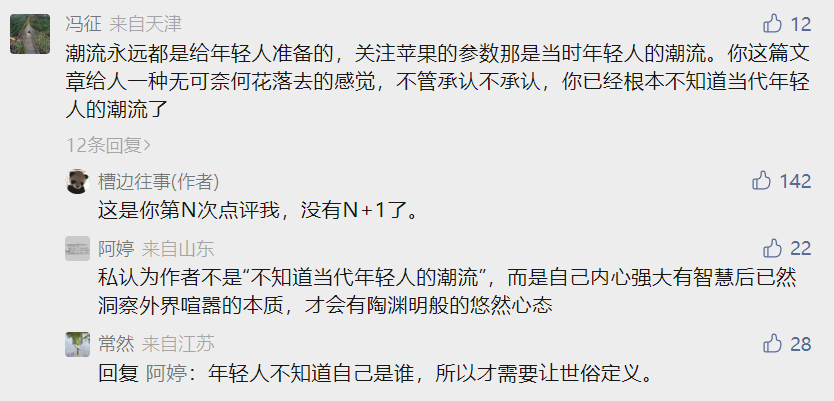 冯征 来自天津 12
潮流永远都是给年轻人准备的，关注苹果的参数那是当时年轻人的潮流。你这篇文
章给人一种无可奈何花落去的感觉，不管承认不承认，你已经根本不知道当代年轻
人的潮流了
12条回复>
槽边往事(作者) 142
这是你第N次点评我，没有N+1了。
阿婷 来自山东 22
私认为作者不是“不知道当代年轻人的潮流”，而是自己内心强大有智慧后已然
洞察外界喧嚣的本质，才会有陶渊明般的悠然心态
常然 来自江苏 28
回复 阿婷：年轻人不知道自己是谁，所以才需要让世俗定义。